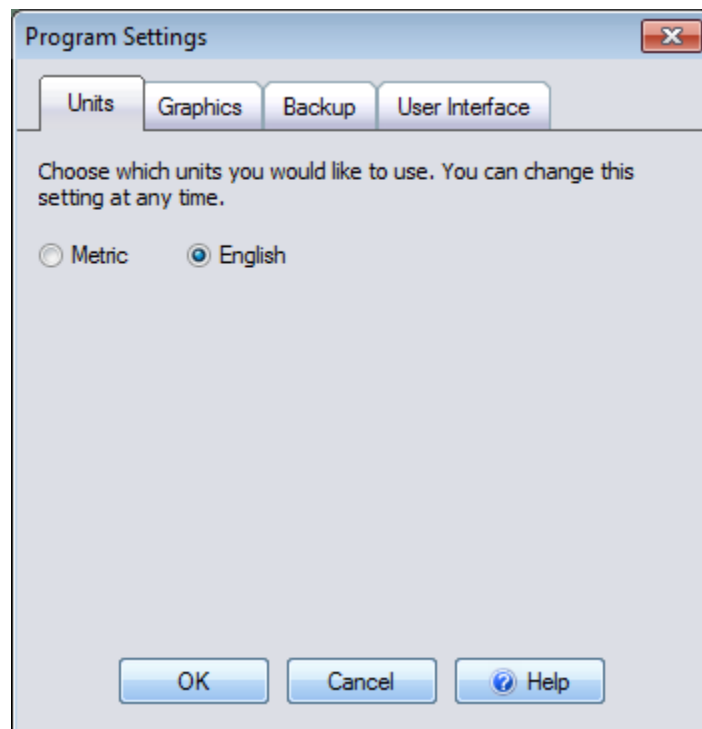 Program Settings
Units Graphics Backup User Interface
Choose which units you would like to use. You can change this
setting at any time.
Metric English
OK Cancel Help